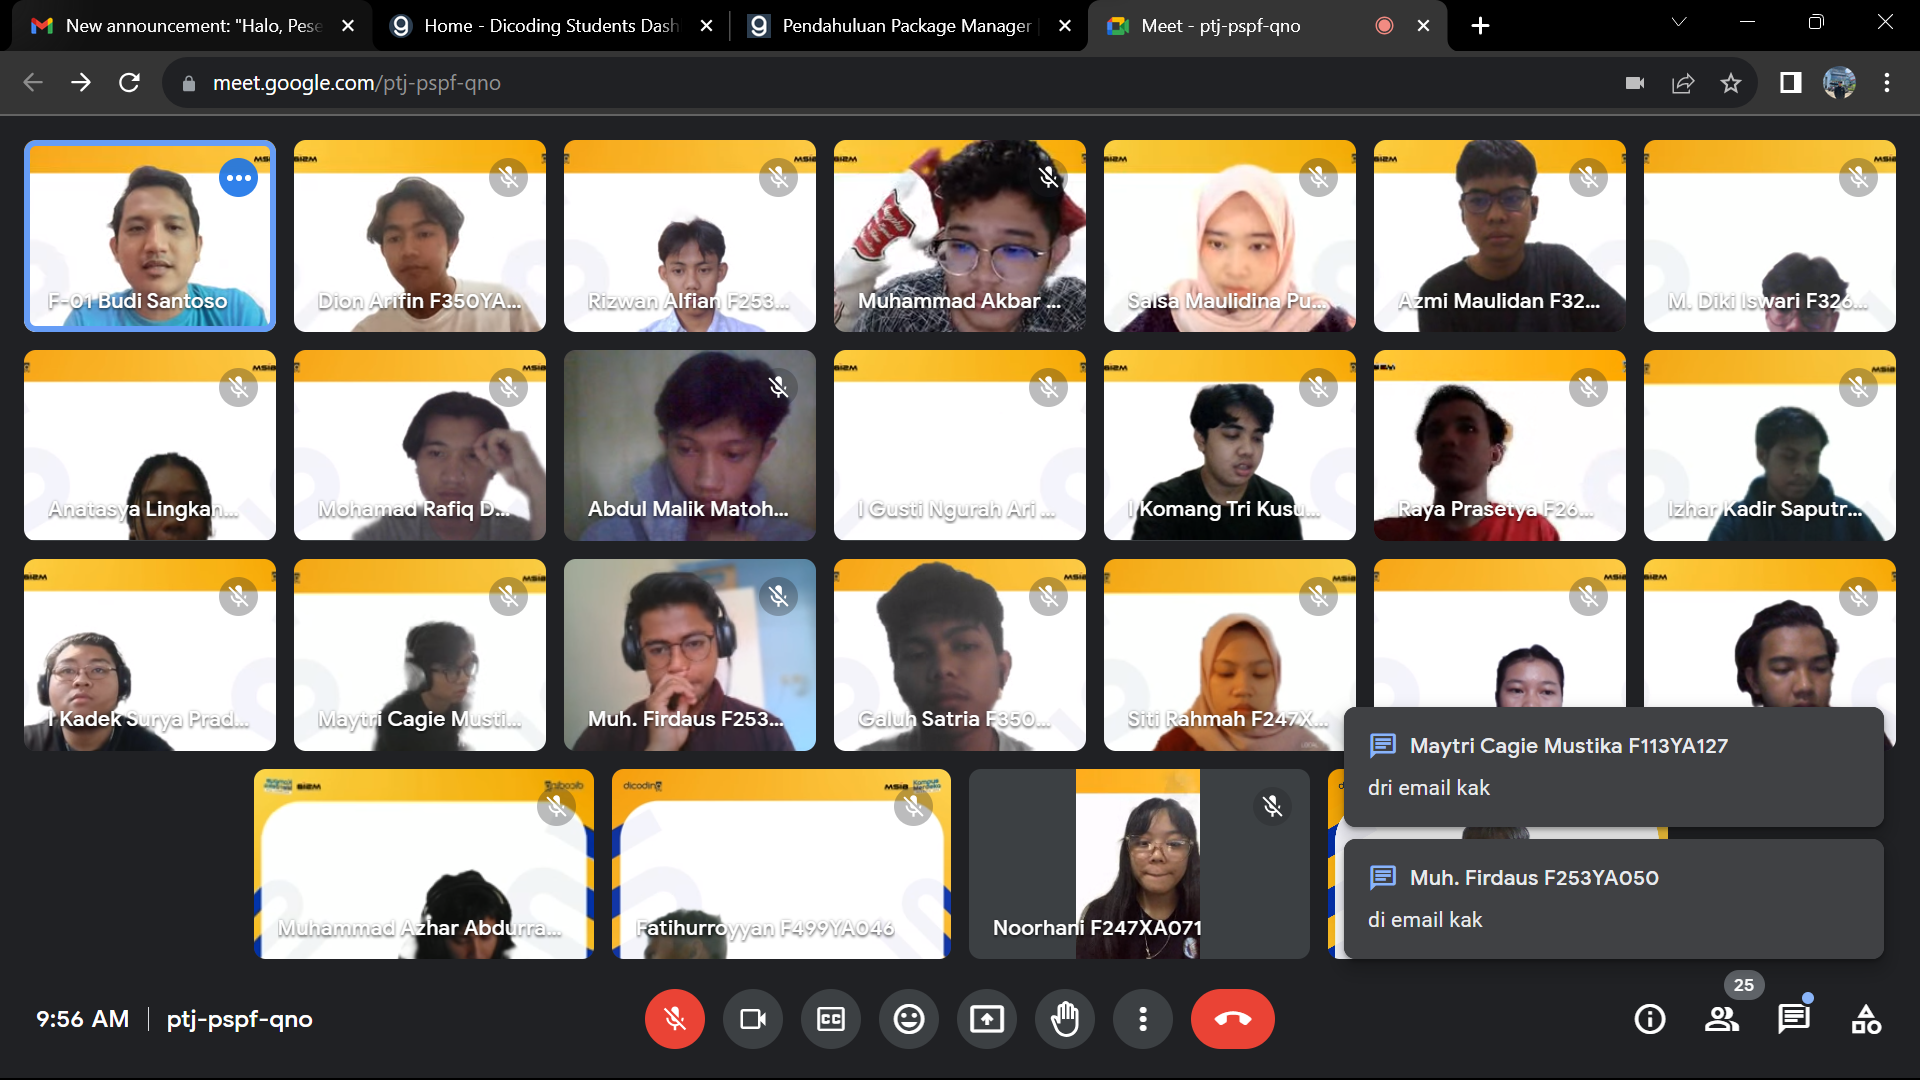 New announcement: "Halo, Pese
Home - Dicoding Students Dash
Pendahuluan Package Manager
Meet - ptj-pspf-qno
meet.google.com/ptj-pspf-qno
F-01 Budi Santoso
Dion Arifin F350YA...
Rizwan Alfian F253...
Muhammad Akbar ...
Salsa Maulidina Pu...
Azmi Maulidan F32...
M. Diki Iswari F326...
Anatasya Lingkan...
Mohamad Rafiq D...
Abdul Malik Matoh...
I Gusti Ngurah Ari ...
I Komang Tri Kusu...
Raya Prasetya F26...
Izhar Kadir Saputr...
I Kadek Surya Prad...
Maytri Cagie Musti...
Muh. Firdaus F253...
Galuh Satria F350...
Siti Rahmah F247X...
Maytri Cagie Mustika F113YA127
dri email kak
Muh. Firdaus F253YA050
di email kak
dicoding
Muhammad Azhar Abdurra...
Fatihurroyyan F499YA046
Noorhani F247XA071
9:56 AM
ptj-pspf-qno
CC
25